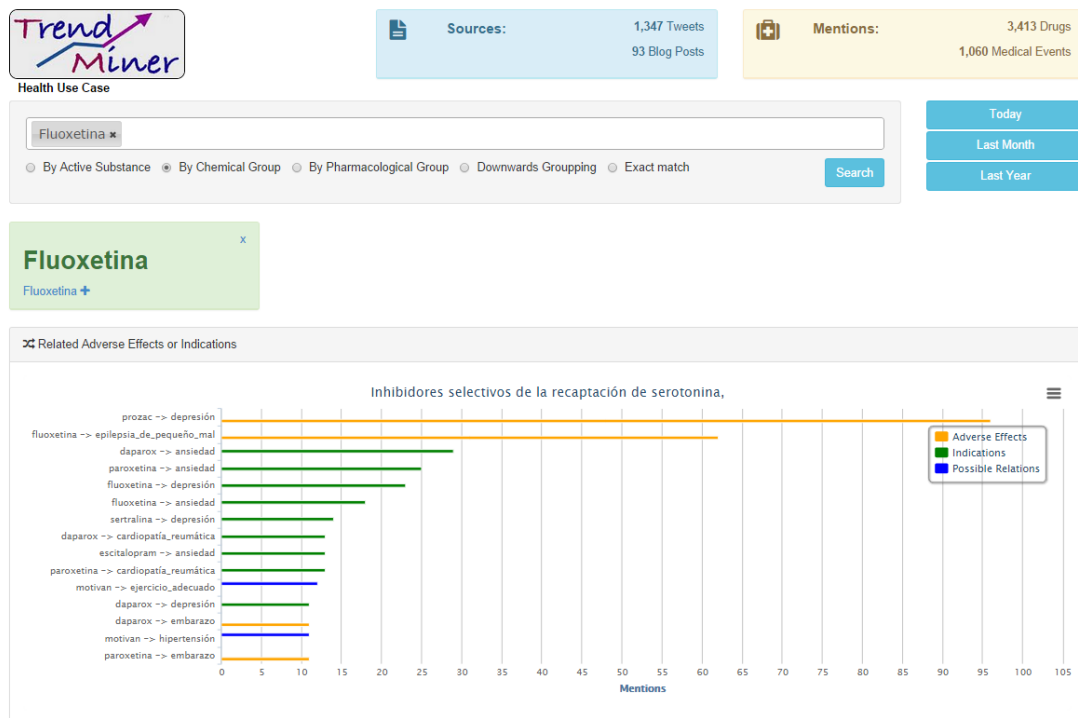 Trend
Miner
Health Use Case
Sources:
1,347 Tweets
93 Blog Posts
Mentions:
3,413 Drugs
1,060 Medical Events
Fluoxetina ×
By Active Substance By Chemical Group By Pharmacological Group Downwards Groupping Exact match
Search
Today
Last Month
Last Year
x
Fluoxetina
Fluoxetina +
Related Adverse Effects or Indications
Inhibidores selectivos de la recaptación de serotonina,
prozac -> depresión
fluoxetina -> epilepsia_de_pequeño_mal
daparox -> ansiedad
paroxetina -> ansiedad
fluoxetina -> depresión
fluoxetina -> ansiedad
sertralina -> depresión
daparox -> cardiopatía_reumática
escitalopram -> ansiedad
paroxetina -> cardiopatía_reumática
motivan -> ejercicio_adecuado
daparox -> depresión
daparox -> embarazo
motivan -> hipertensión
paroxetina -> embarazo
Adverse Effects
Indications
Possible Relations
0 5 10 15 20 25 30 35 40 45 50 55 60 65 70 75 80 85 90 95 100 105
Mentions